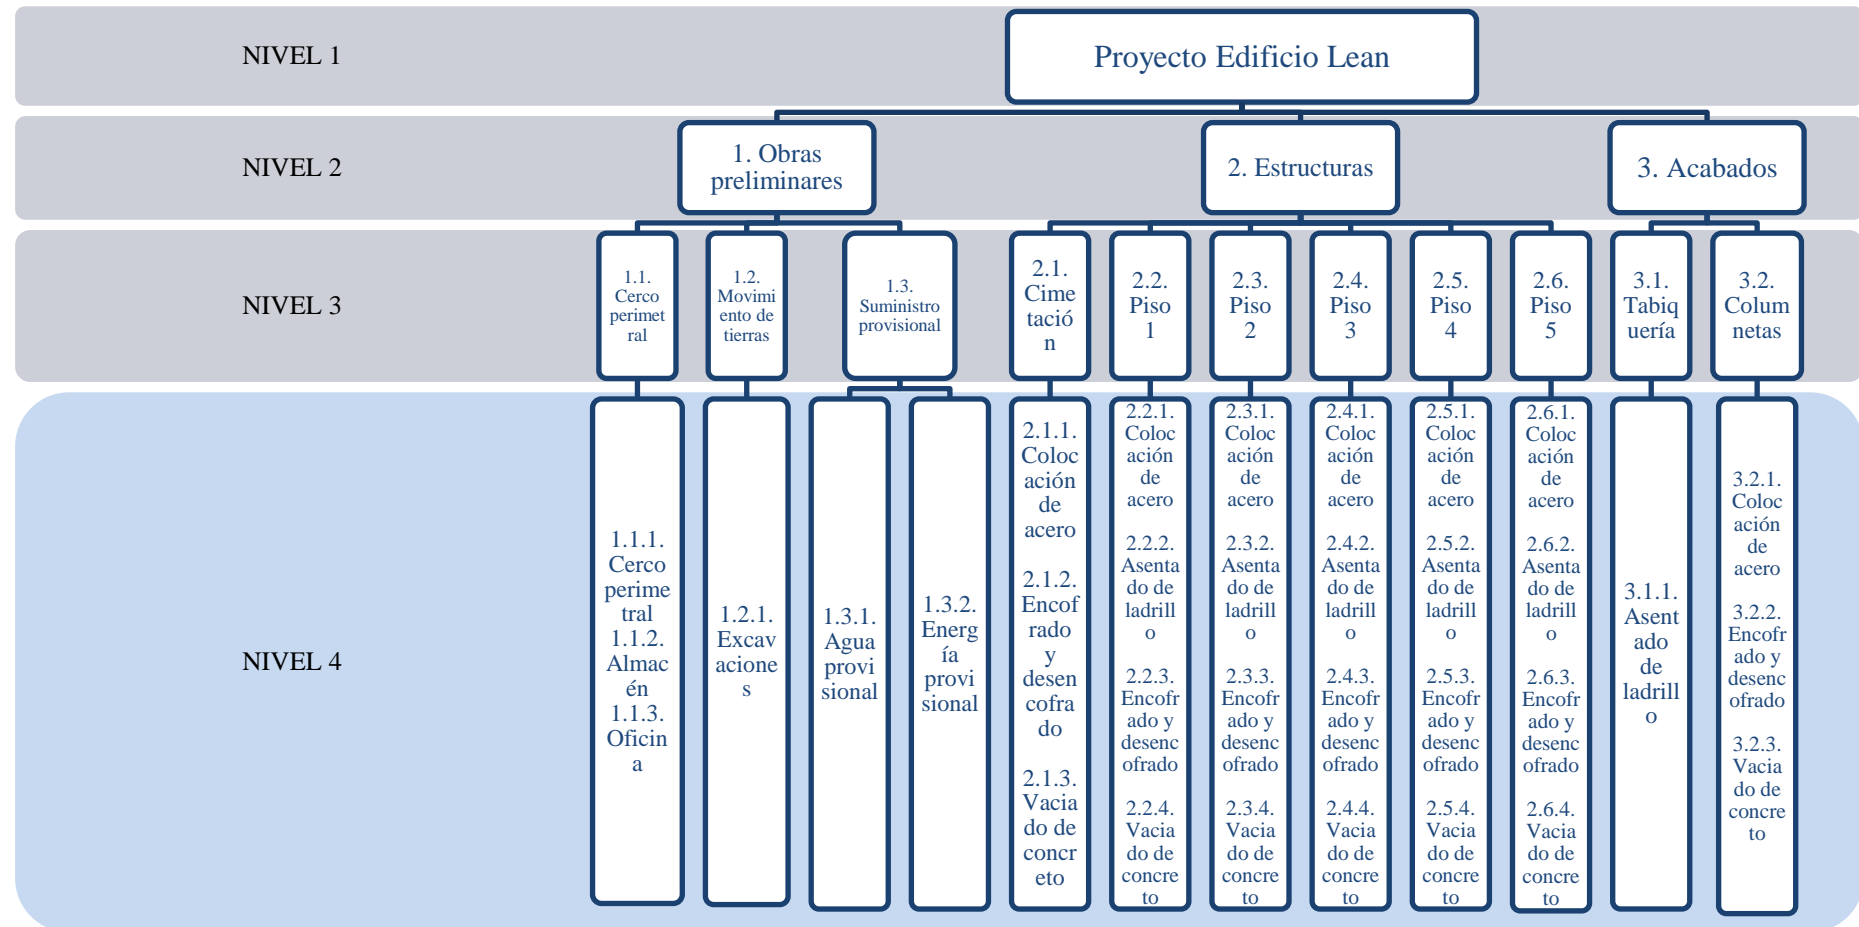 NIVEL 1
Proyecto Edificio Lean
NIVEL 2
1. Obras
preliminares
2. Estructuras
3. Acabados
NIVEL 3
1.1.
Cerco
perimet
ral
1.2.
Movimi
ento de
tierras
1.3.
Suministro
provisional
2.1.
Cime
tació
n
2.2.
Piso
1
2.3.
Piso
2
2.4.
Piso
3
2.5.
Piso
4
2.6.
Piso
5
3.1.
Tabiq
uería
3.2.
Colum
netas
NIVEL 4
1.1.1.
Cerco
perime
tral
1.1.2.
Almac
én
1.1.3.
Oficin
a
1.2.1.
Excav
acione
s
1.3.1.
Agua
provi
sional
1.3.2.
Energ
ía
provi
sional
2.1.1.
Coloc
ación
de
acero
2.1.2.
Encof
rado
y
desen
cofra
do
2.1.3.
Vacia
do de
concr
eto
2.2.1.
Coloc
ación
de
acero
2.2.2.
Asenta
do de
ladrill
o
2.2.3.
Encofr
ado y
desenc
ofrado
2.2.4.
Vacia
do de
concre
to
2.3.1.
Coloc
ación
de
acero
2.3.2.
Asenta
do de
ladrill
o
2.3.3.
Encofr
ado y
desenc
ofrado
2.3.4.
Vacia
do de
concre
to
2.4.1.
Coloc
ación
de
acero
2.4.2.
Asenta
do de
ladrill
o
2.4.3.
Encofr
ado y
desenc
ofrado
2.4.4.
Vacia
do de
concre
to
2.5.1.
Coloc
ación
de
acero
2.5.2.
Asenta
do de
ladrill
o
2.5.3.
Encofr
ado y
desenc
ofrado
2.5.4.
Vacia
do de
concre
to
2.6.1.
Coloc
ación
de
acero
2.6.2.
Asenta
do de
ladrill
o
2.6.3.
Encofr
ado y
desenc
ofrado
2.6.4.
Vacia
do de
concre
to
3.1.1.
Asent
ado
de
ladrill
o
3.2.1.
Coloc
ación
de
acero
3.2.2.
Encofr
ado y
desenc
ofrado
3.2.3.
Vacia
do de
concre
to